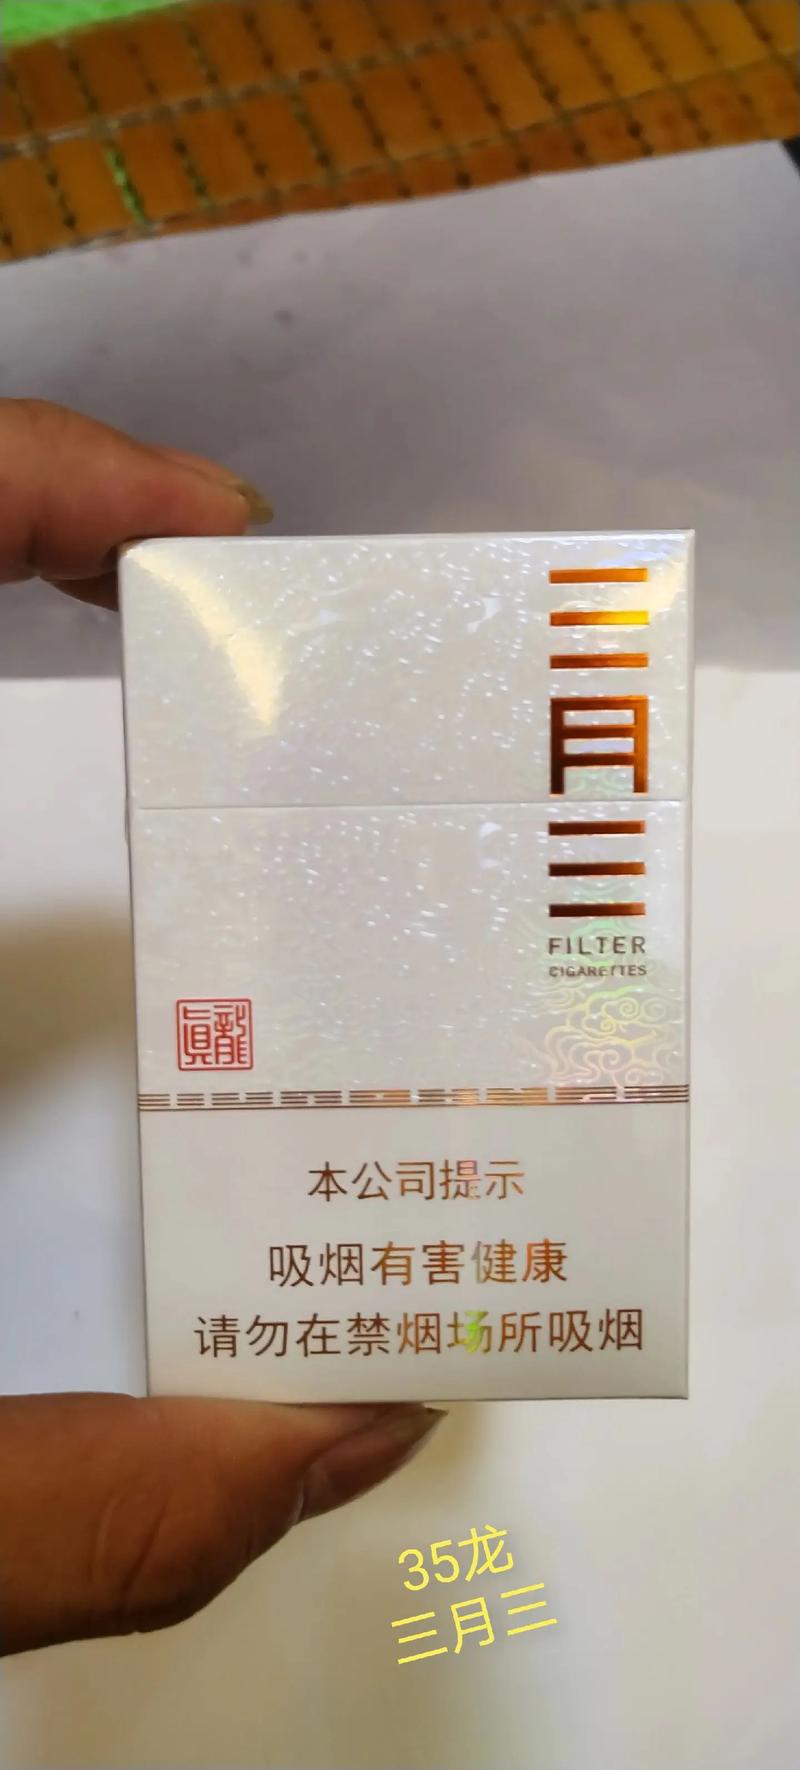 三月三
FILTER
CIGARETTES
眞龍
本公司提示
吸烟有害健康
请勿在禁烟场所吸烟
35龙
三月三